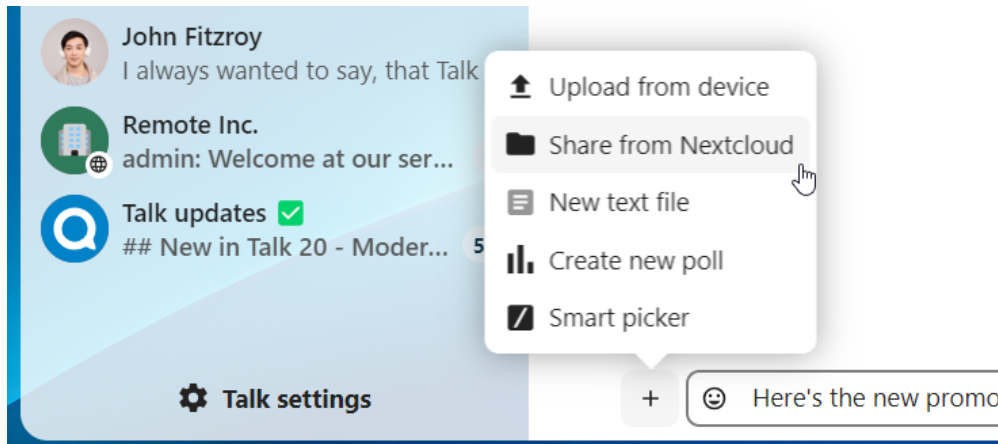 John Fitzroy
I always wanted to say, that Talk
Remote Inc.
admin: Welcome at our ser...
Talk updates ✅
## New in Talk 20 - Moder... 5
Talk settings
Upload from device
Share from Nextcloud
New text file
Create new poll
Smart picker
+
Here's the new promo